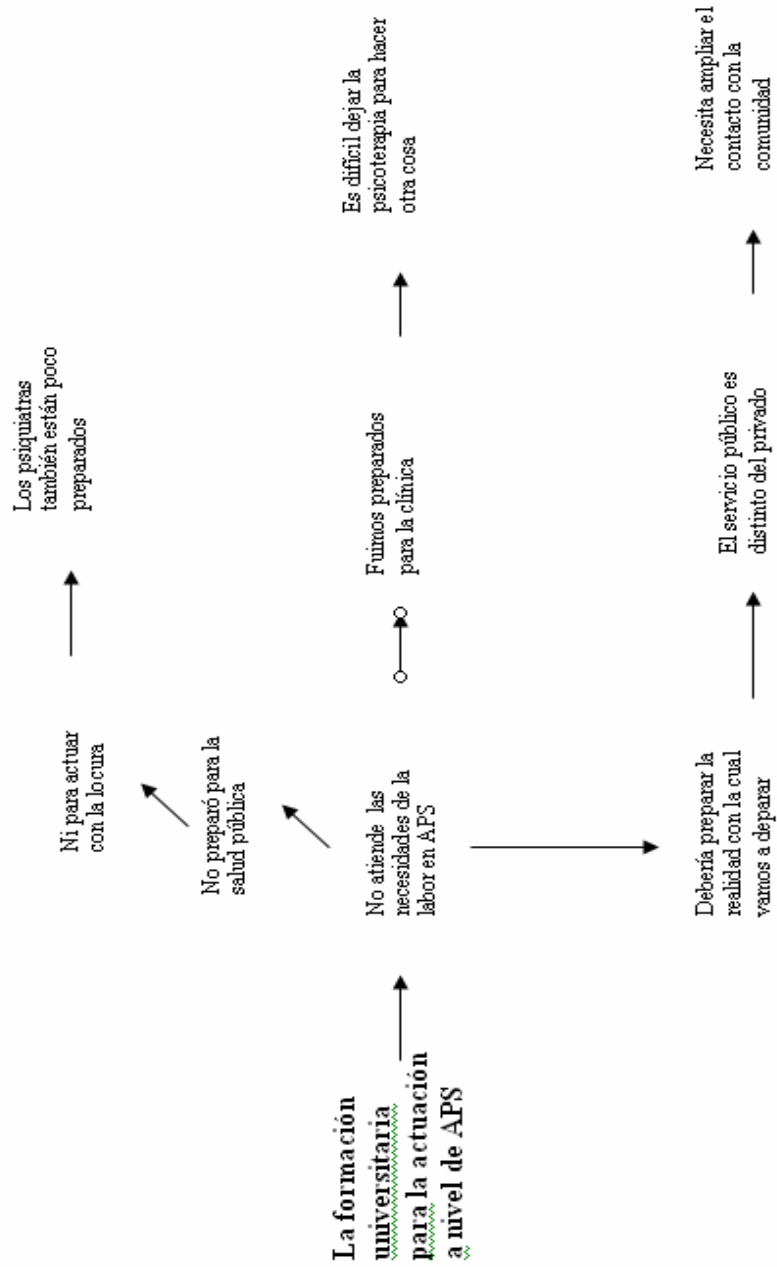 La formación
universitaria
para la actuación
a nivel de APS
No atiende las
necesidades de la
labor en APS
No preparó para la
salud pública
Ni para actuar
con la locura
Los psiquiatras
también están poco
preparados
Fuimos preparados
para la clínica
Es difícil dejar la
psicoterapia para hacer
otra cosa
Debería preparar la
realidad con la cual
vamos a deparar
El servicio público es
distinto del privado
Necesita ampliar el
contacto con la
comunidad